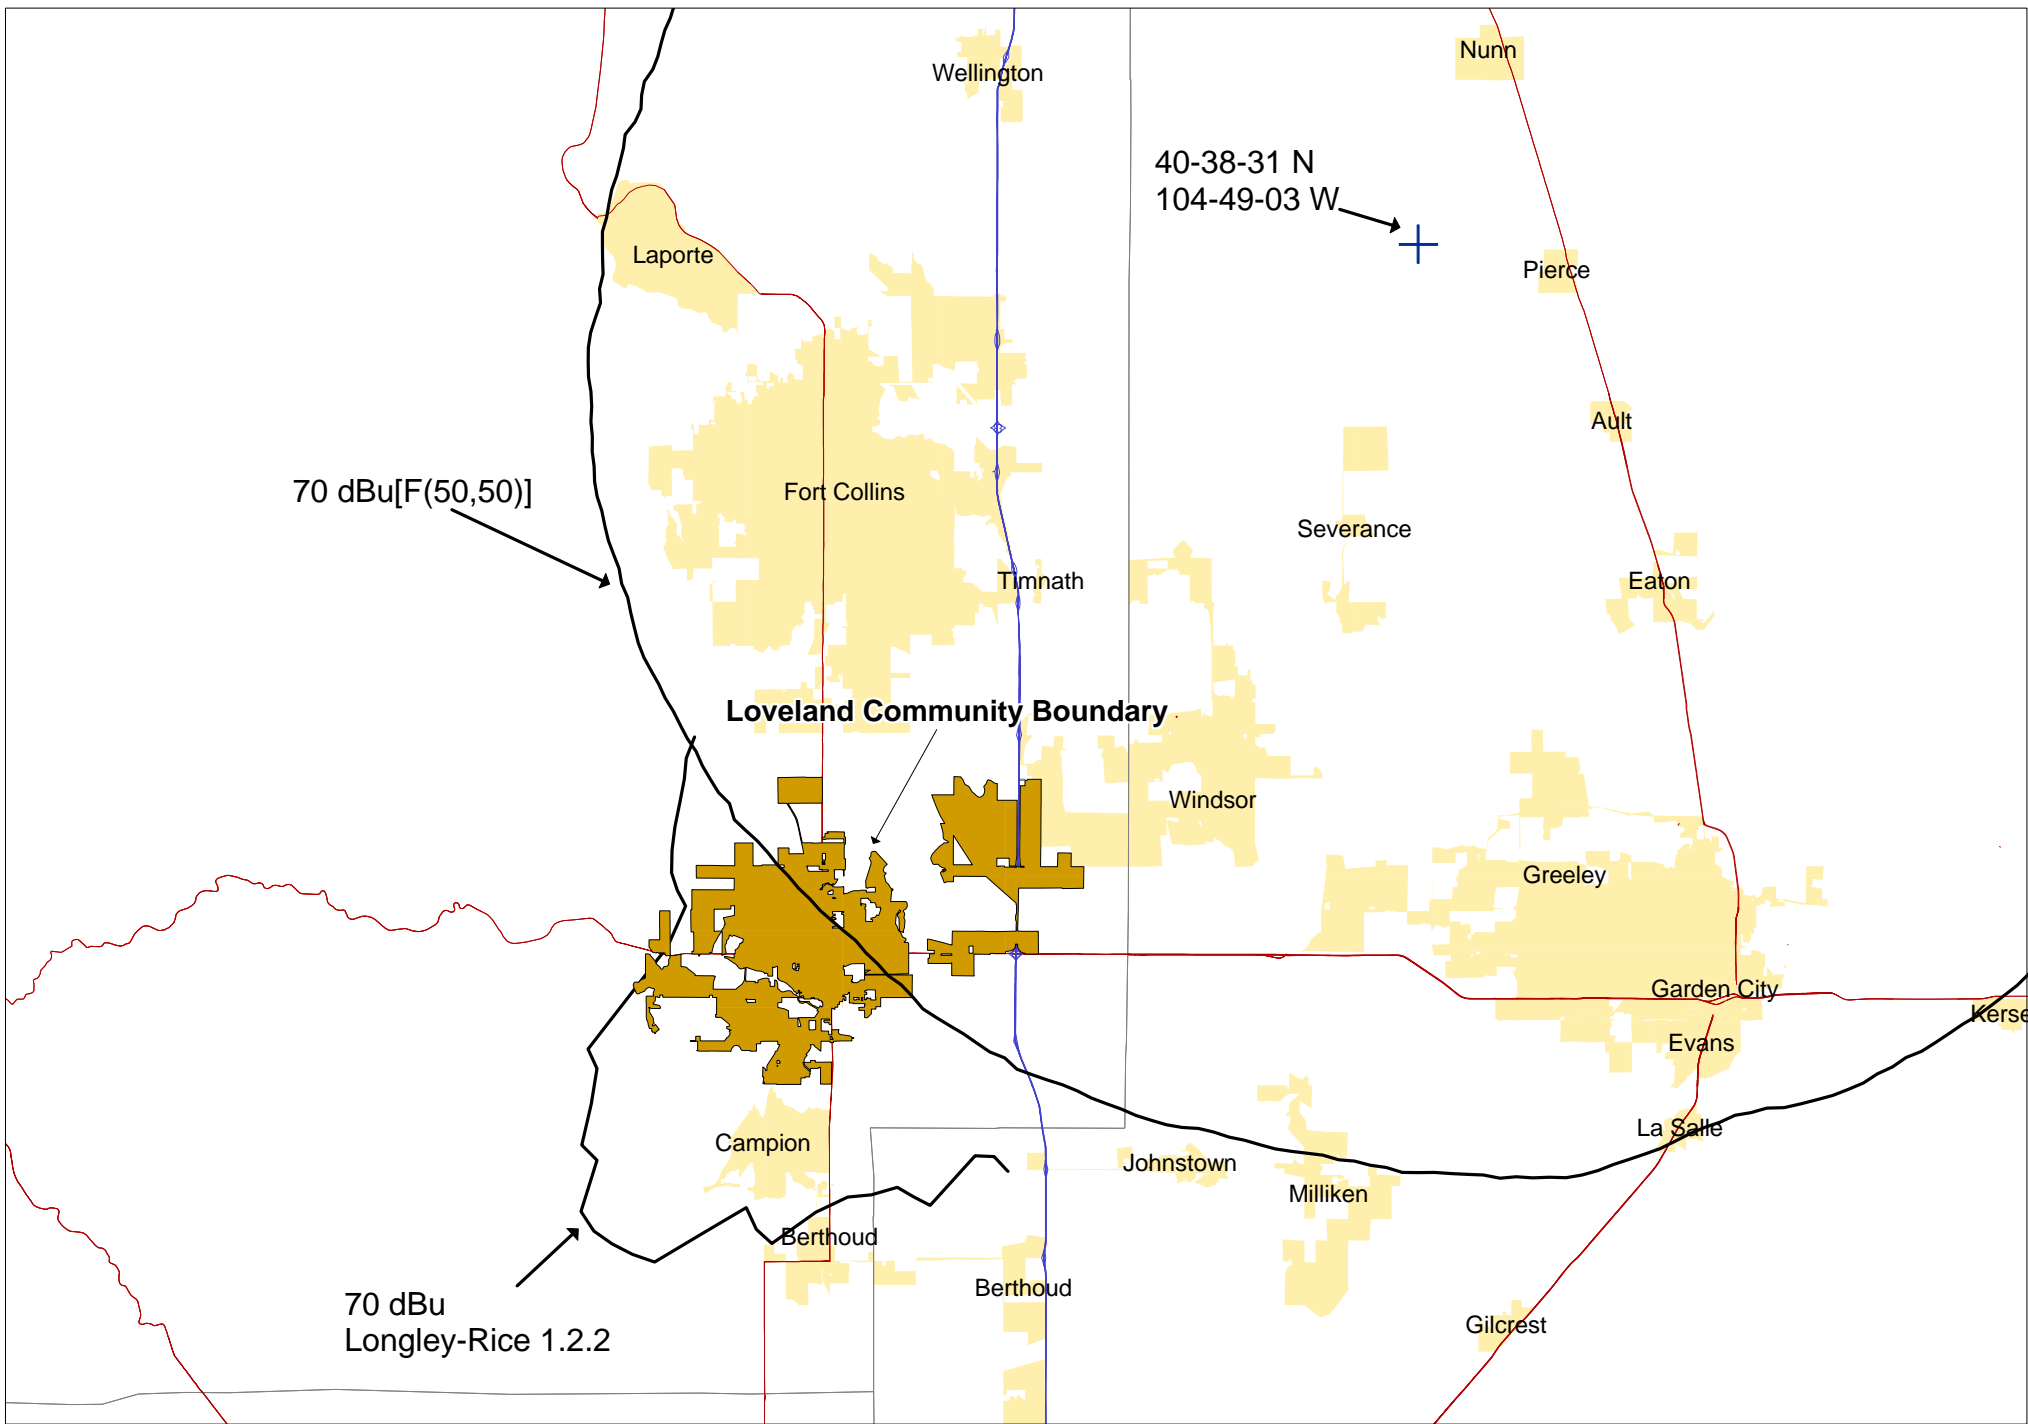 Nunn
Wellington
40-38-31 N
104-49-03 W
Laporte
Pierce
Ault
70 dBu[F(50,50)]
Fort Collins
Severance
Timnath
Eaton
Loveland Community Boundary
Windsor
Greeley
Garden City
Kerse
Evans
La Salle
Campion
Johnstown
Milliken
Berthoud
Berthoud
70 dBu
Longley-Rice 1.2.2
Gilcrest